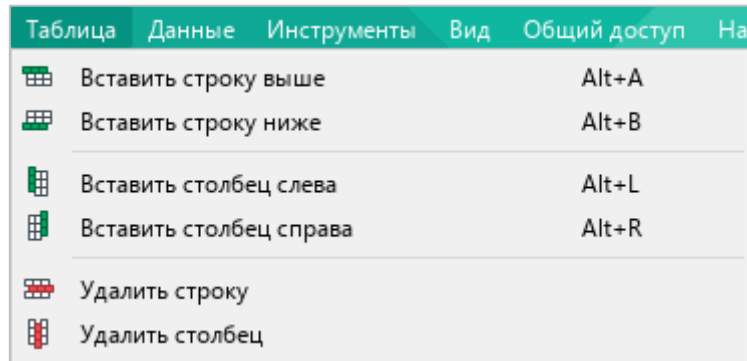 Таблица Данные Инструменты Вид Общий доступ На
Вставить строку выше Alt+A
Вставить строку ниже Alt+B
Вставить столбец слева Alt+L
Вставить столбец справа Alt+R
Удалить строку
Удалить столбец